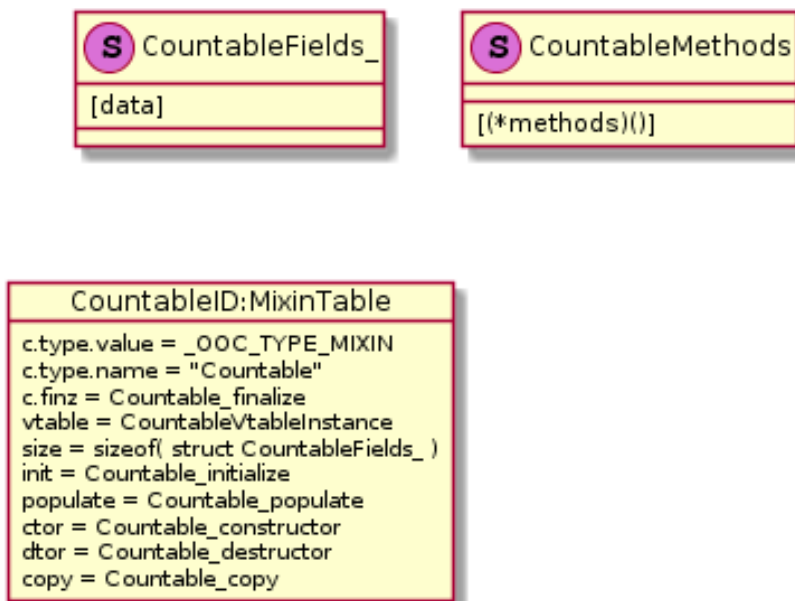 S CountableFields_
[data]
S CountableMethods
[(*methods)()]
CountableID:MixinTable
c.type.value = _OOC_TYPE_MIXIN
c.type.name = "Countable"
c.finz = Countable_finalize
vtable = CountableVtableInstance
size = sizeof( struct CountableFields_ )
init = Countable_initialize
populate = Countable_populate
ctor = Countable_constructor
dtor = Countable_destructor
copy = Countable_copy